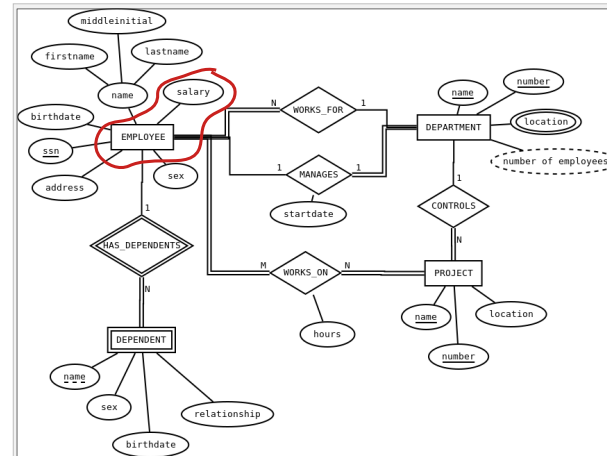 middleinitial
firstname
lastname
name
salary
birthdate
EMPLOYEE
ssn
address
sex
N
WORKS_FOR
1
name
number
DEPARTMENT
location
number of employees
1
MANAGES
1
startdate
1
CONTROLS
N
1
HAS_DEPENDENTS
N
M
WORKS_ON
N
hours
PROJECT
name
location
number
DEPENDENT
name
sex
relationship
birthdate